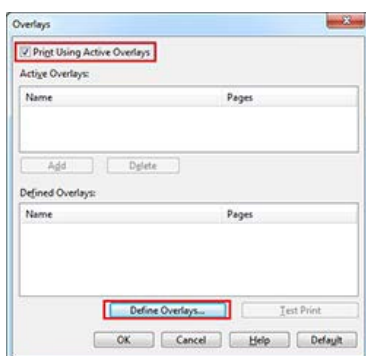 Overlays
Print Using Active Overlays
Active Overlays:
Name Pages
Add Delete
Defined Overlays:
Name Pages
Define Overlays... Test Print
OK Cancel Help Default